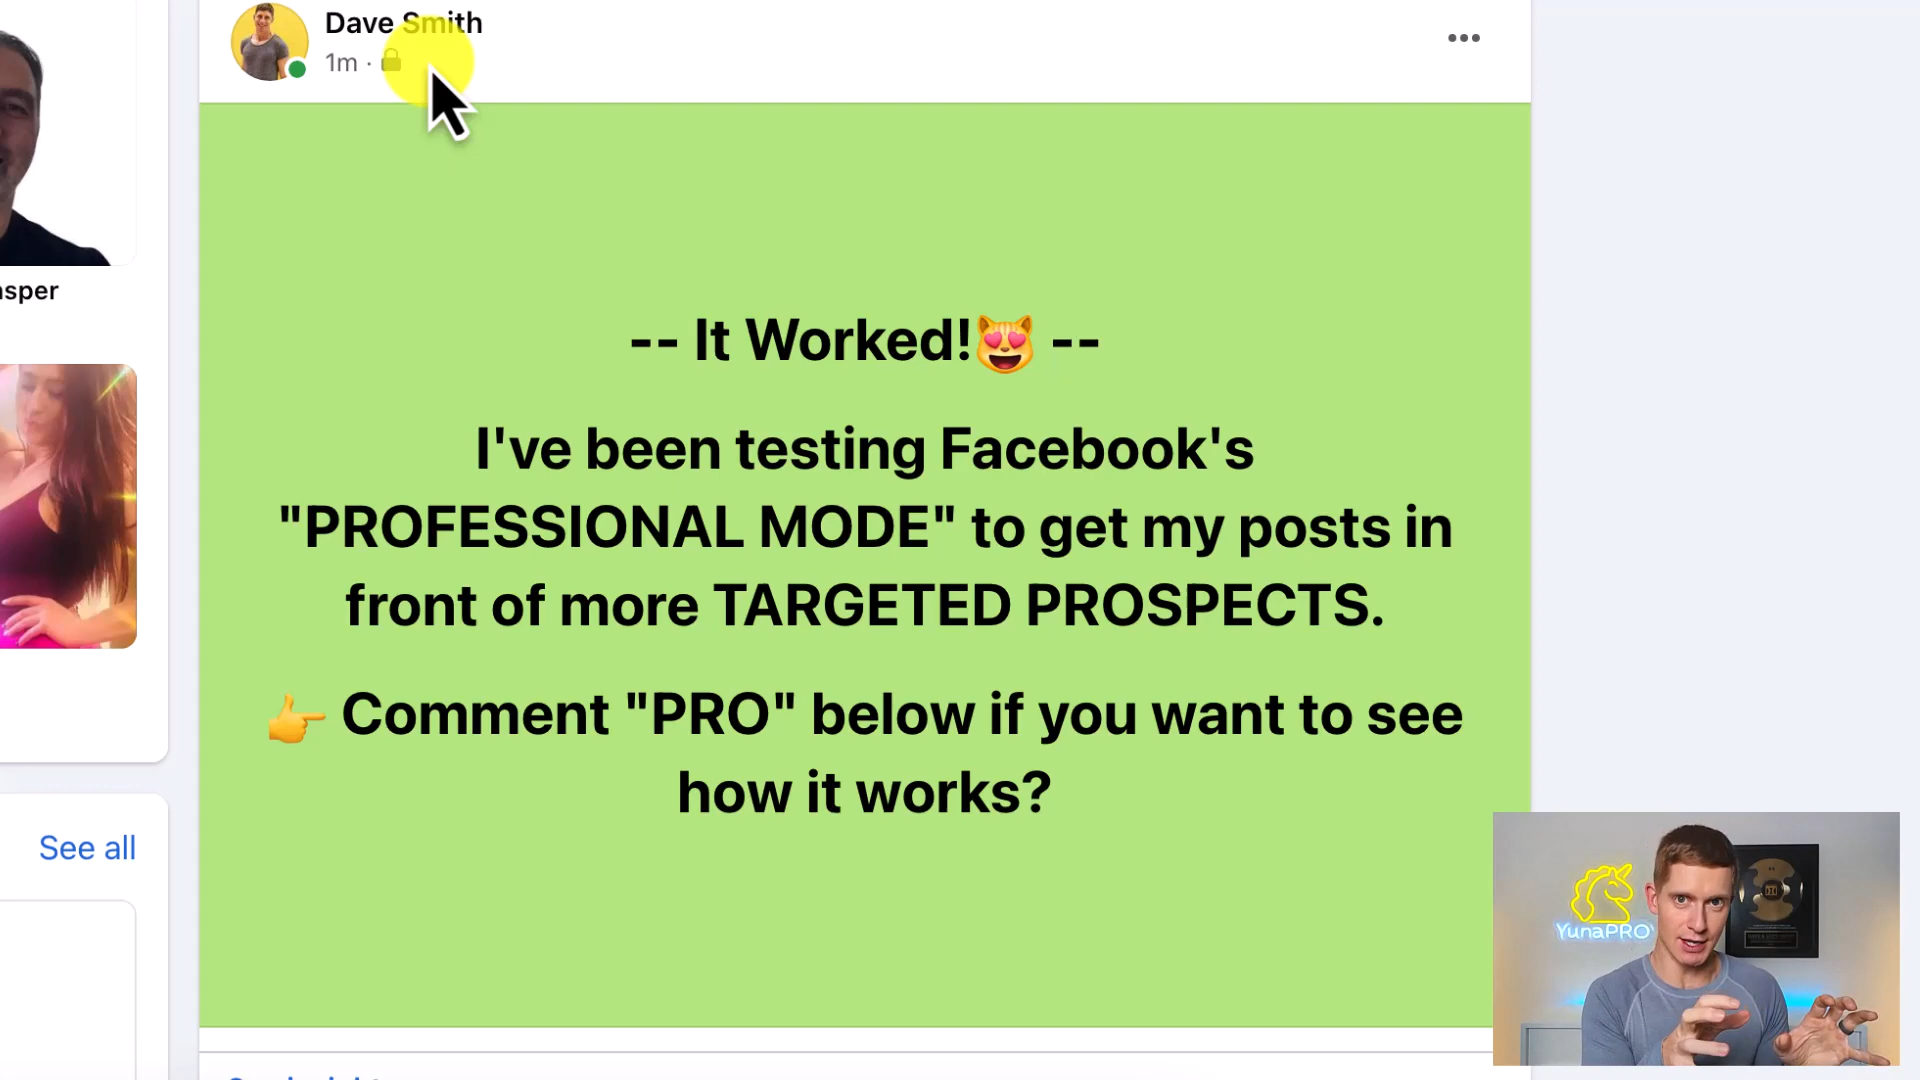 Dave Smith
1m ·
-- It Worked!😻 --
I've been testing Facebook's
"PROFESSIONAL MODE" to get my posts in
front of more TARGETED PROSPECTS.
👉 Comment "PRO" below if you want to see
how it works?
asper
See all
YunaPRO